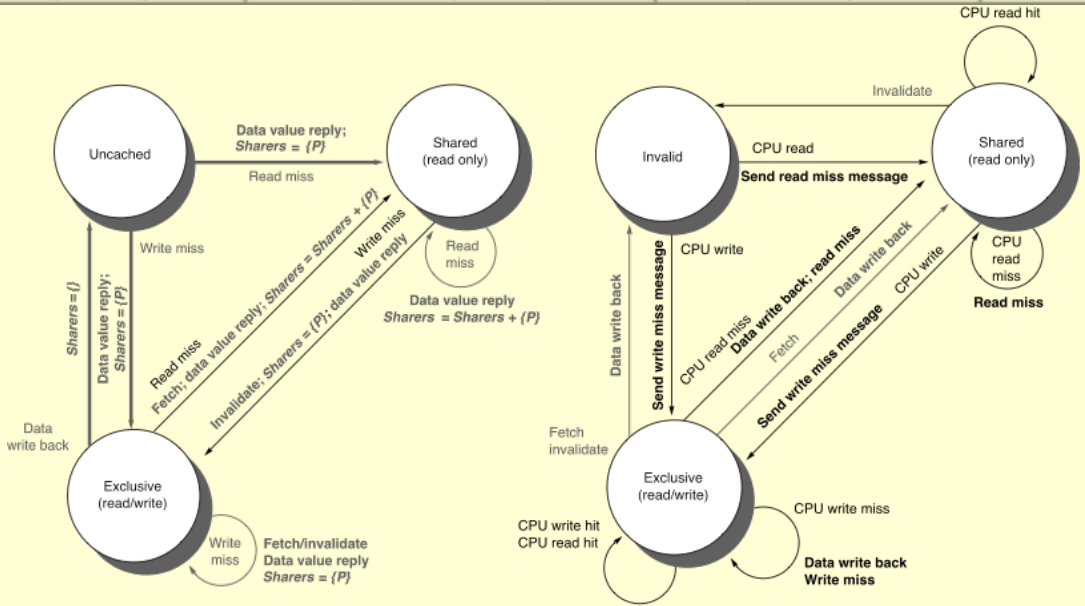 Uncached
Data value reply;
Sharers = {P}
Read miss
Shared
(read only)
Write miss
Sharers = {}
Data value reply;
Sharers = {P}
Read miss
Fetch; data value reply; Sharers = Sharers + {P}
Write miss
Invalidate; Sharers = {P}; data value reply
Read
miss
Data value reply
Sharers = Sharers + {P}
Data
write back
Exclusive
(read/write)
Write
miss
Fetch/invalidate
Data value reply
Sharers = {P}
CPU read hit
Invalidate
Invalid
CPU read
Send read miss message
Shared
(read only)
CPU write
Data write back
Send write miss message
CPU read miss
Data write back; read miss
Fetch
Data write back
CPU write
Send write miss message
CPU
read
miss
Read miss
Fetch
invalidate
Exclusive
(read/write)
CPU write hit
CPU read hit
CPU write miss
Data write back
Write miss